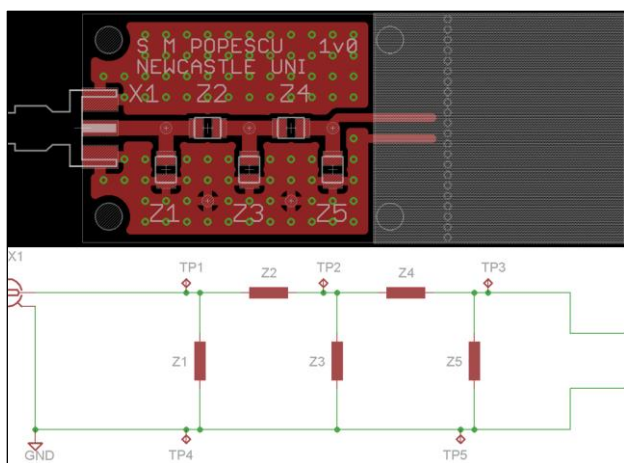 S M POPESCU 1v0
NEWCASTLE UNI
X1 Z2 Z4
Z1 Z3 Z5
X1
TP1 Z2 TP2 Z4 TP3
Z1 Z3 Z5
GND TP4 TP5